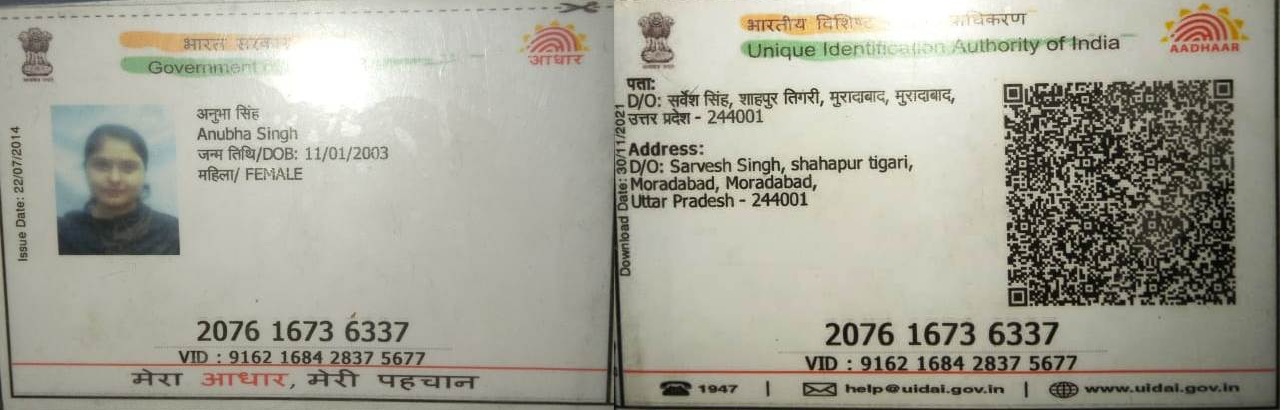 भारत सरकार
Government
आधार
Issue Date: 22/07/2014
अनुभा सिंह
Anubha Singh
जन्म तिथि/DOB: 11/01/2003
महिला/ FEMALE
2076 1673 6337
VID : 9162 1684 2837 5677
मेरा आधार, मेरी पहचान
भारतीय विशिष्ट
Unique Identification Authority of India
AADHAAR
Download Date: 30/11/2021
पता:
D/O: सर्वेश सिंह, शाहपुर तिगरी, मुरादाबाद, मुरादाबाद,
उत्तर प्रदेश - 244001
Address:
D/O: Sarvesh Singh, shahapur tigari,
Moradabad, Moradabad,
Uttar Pradesh - 244001
2076 1673 6337
VID : 9162 1684 2837 5677
1947 | help@uidai.gov.in | www.uidai.gov.in